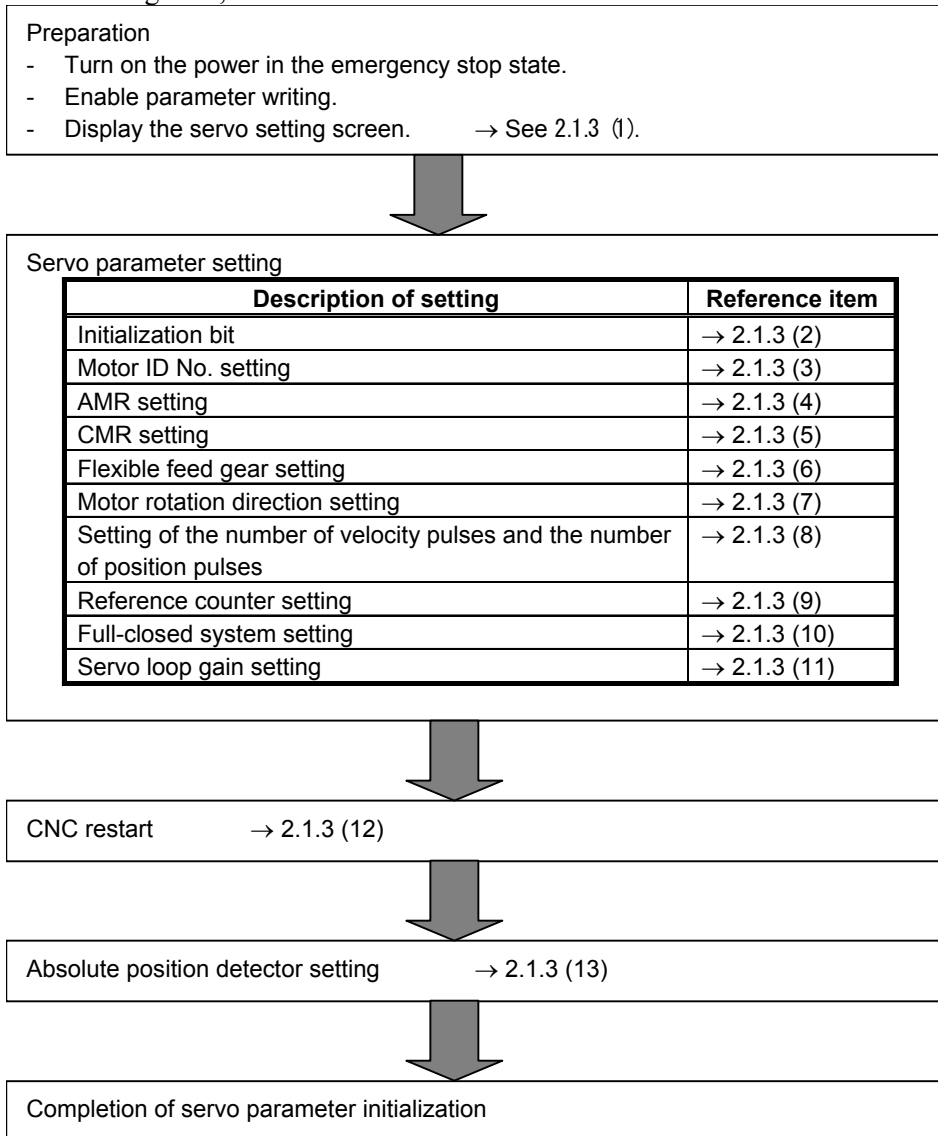 Preparation
- Turn on the power in the emergency stop state.
- Enable parameter writing.
- Display the servo setting screen. → See 2.1.3 (1).
Servo parameter setting
Description of setting Reference item
Initialization bit → 2.1.3 (2)
Motor ID No. setting → 2.1.3 (3)
AMR setting → 2.1.3 (4)
CMR setting → 2.1.3 (5)
Flexible feed gear setting → 2.1.3 (6)
Motor rotation direction setting → 2.1.3 (7)
Setting of the number of velocity pulses and the number → 2.1.3 (8)
of position pulses
Reference counter setting → 2.1.3 (9)
Full-closed system setting → 2.1.3 (10)
Servo loop gain setting → 2.1.3 (11)
CNC restart → 2.1.3 (12)
Absolute position detector setting → 2.1.3 (13)
Completion of servo parameter initialization